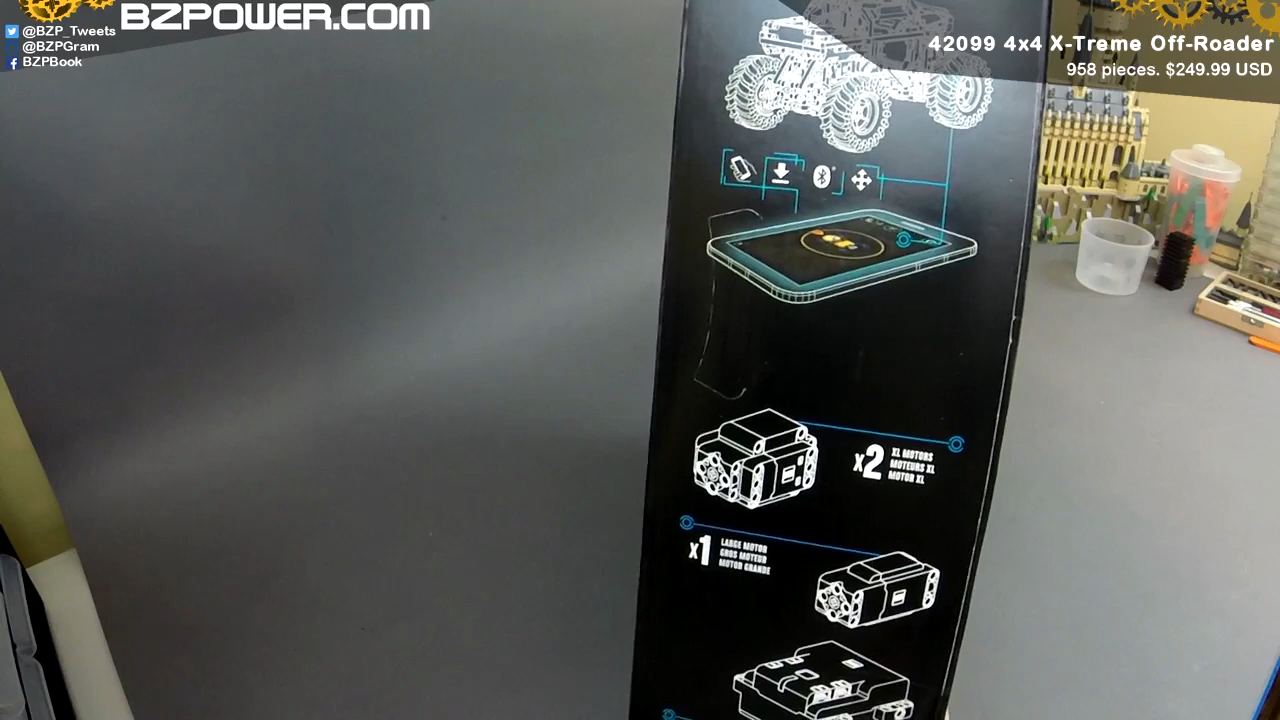 BZPOWER.COM
@BZP_Tweets
@BZPGram
BZPBook
42099 4x4 X-Treme Off-Roader
958 pieces. $249.99 USD
x2
XL MOTORS
MOTEURS XL
MOTOR XL
x1
LARGE MOTOR
GROS MOTEUR
MOTOR GRANDE